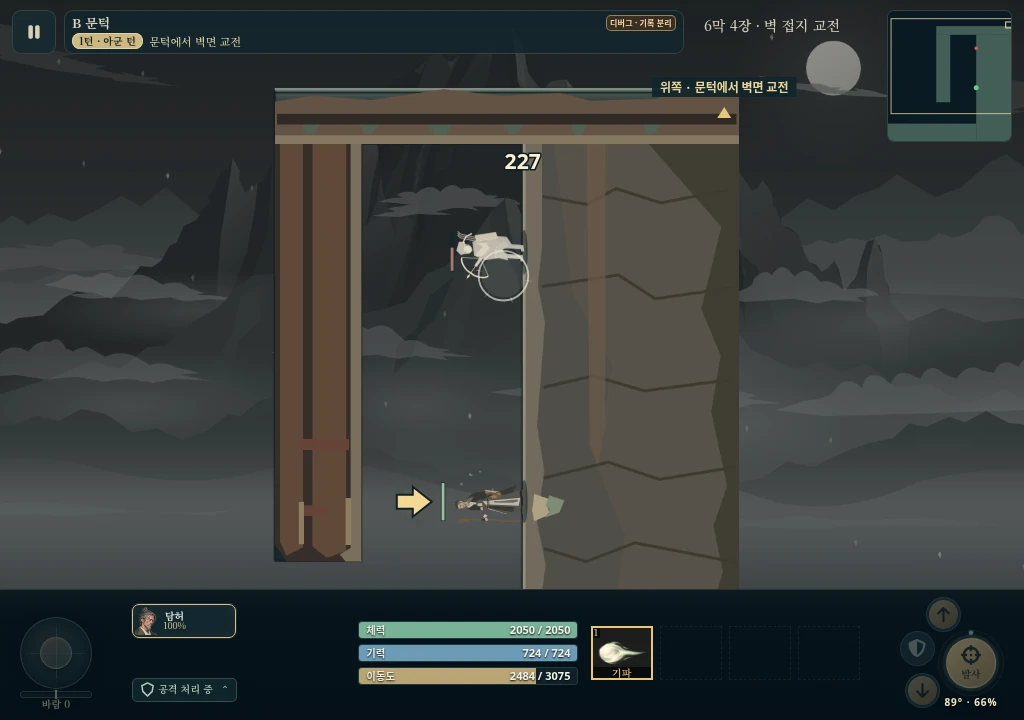 B 문턱
디버그 · 기록 분리
1턴 · 아군 턴 문턱에서 벽면 교전
6막 4장 · 벽 접지 교전
위쪽 · 문턱에서 벽면 교전
227
담허
100%
공격 처리 중
바람 0
체력 2050 / 2050
기력 724 / 724
이동도 2484 / 3075
1
기파
발사
89° · 66%